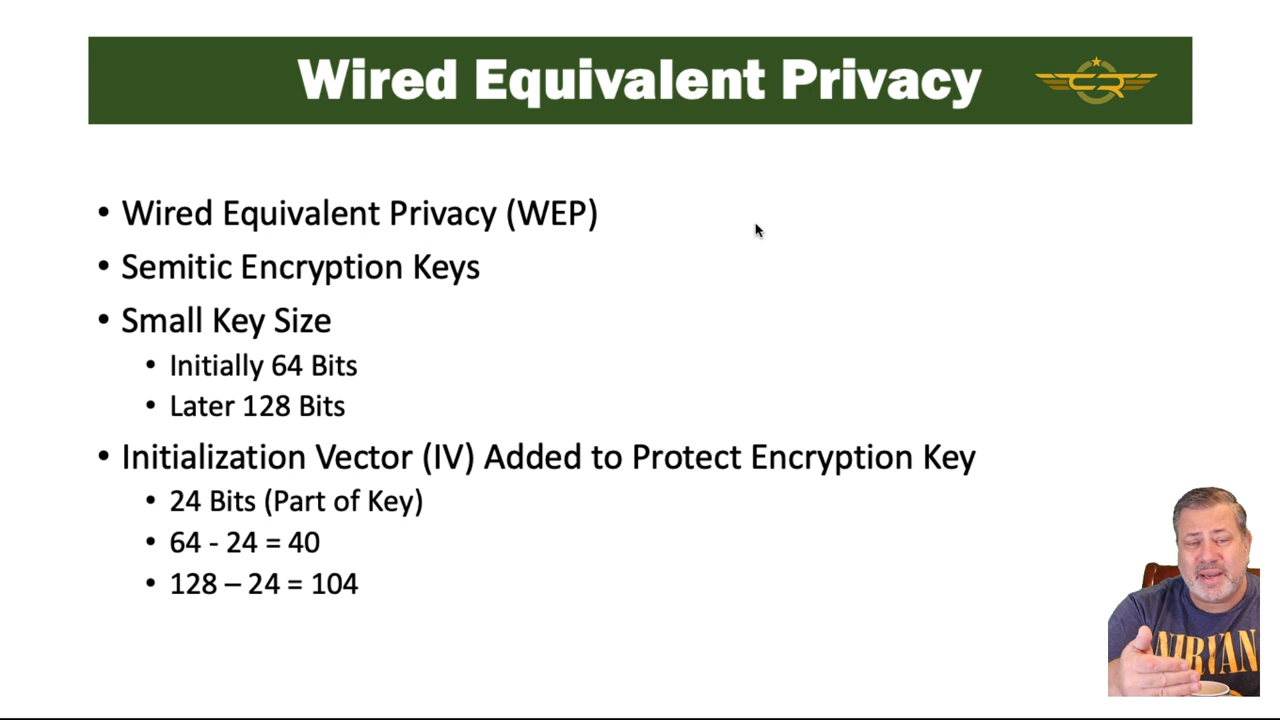 Wired Equivalent Privacy
CR
• Wired Equivalent Privacy (WEP)
• Semitic Encryption Keys
• Small Key Size
• Initially 64 Bits
• Later 128 Bits
• Initialization Vector (IV) Added to Protect Encryption Key
• 24 Bits (Part of Key)
• 64 - 24 = 40
• 128 – 24 = 104